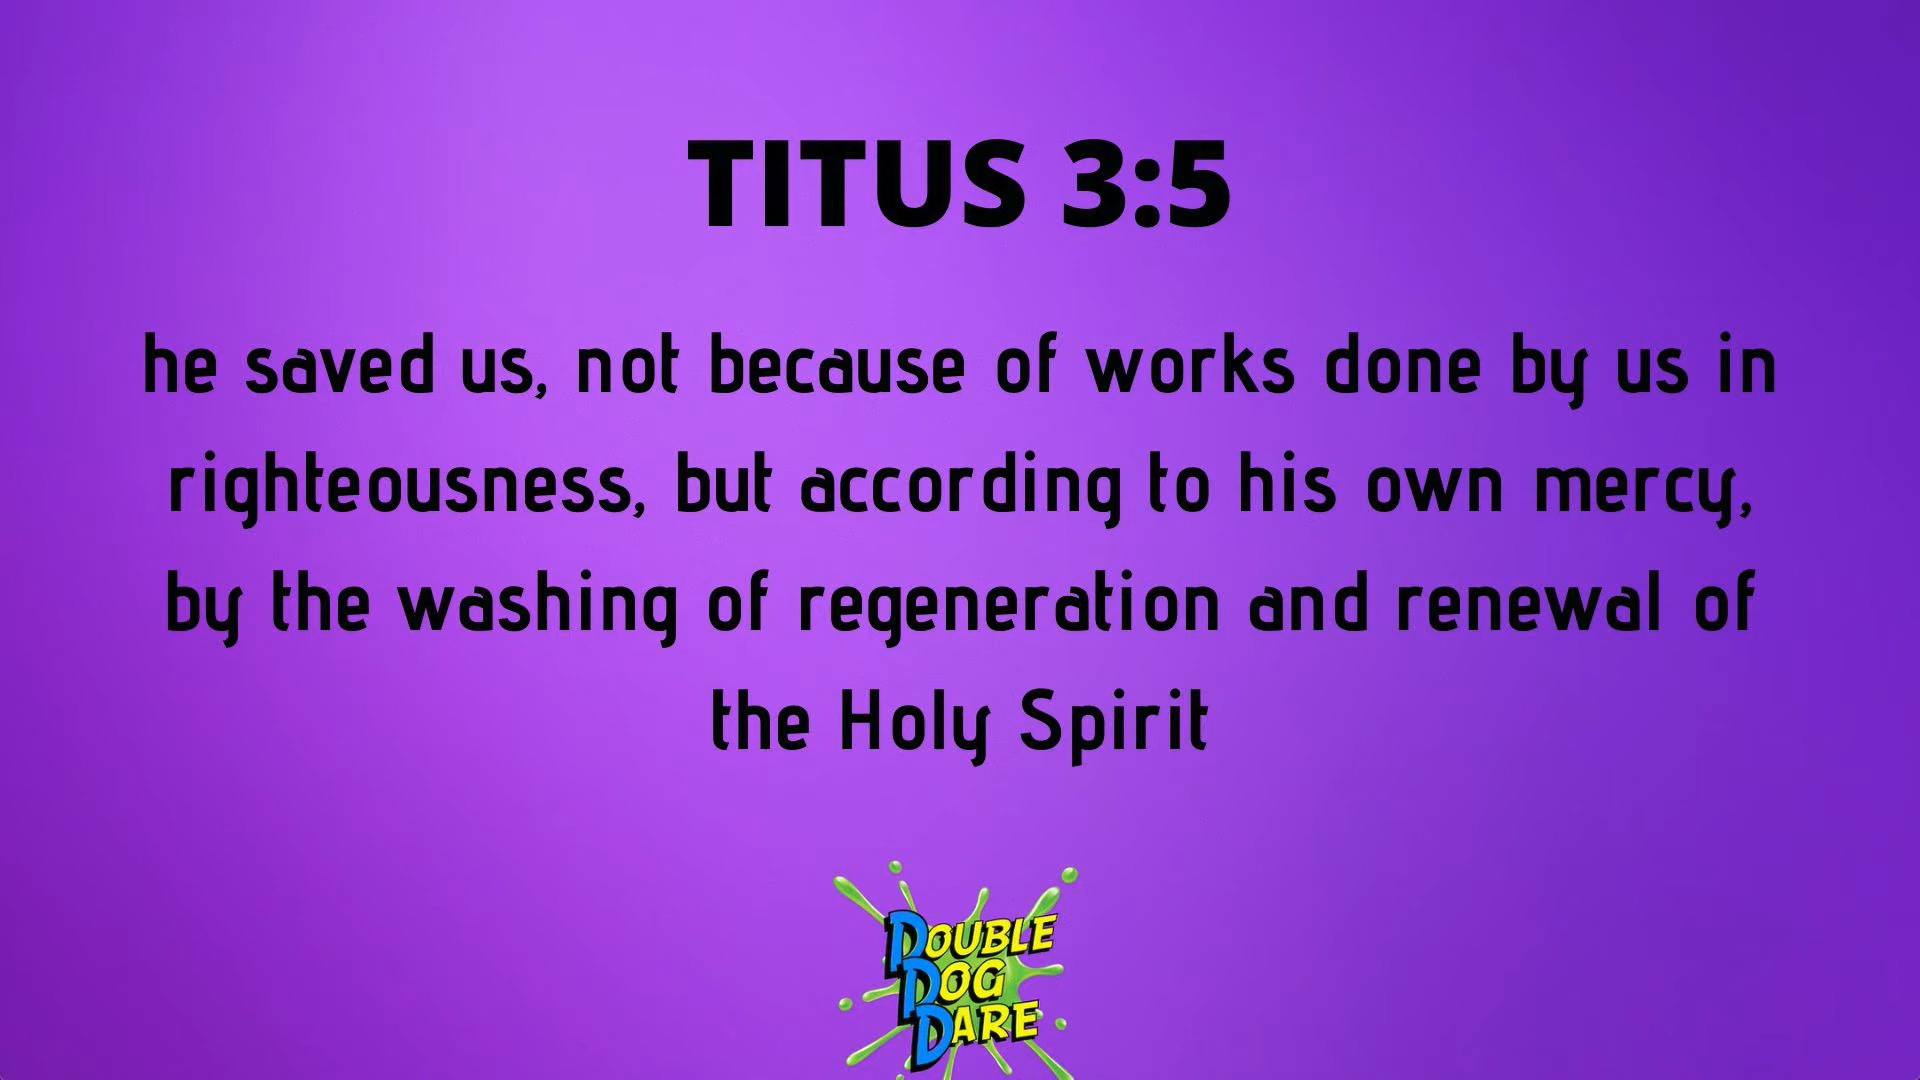 TITUS 3:5
he saved us, not because of works done by us in
righteousness, but according to his own mercy,
by the washing of regeneration and renewal of
the Holy Spirit
DOUBLE
DOG
DARE